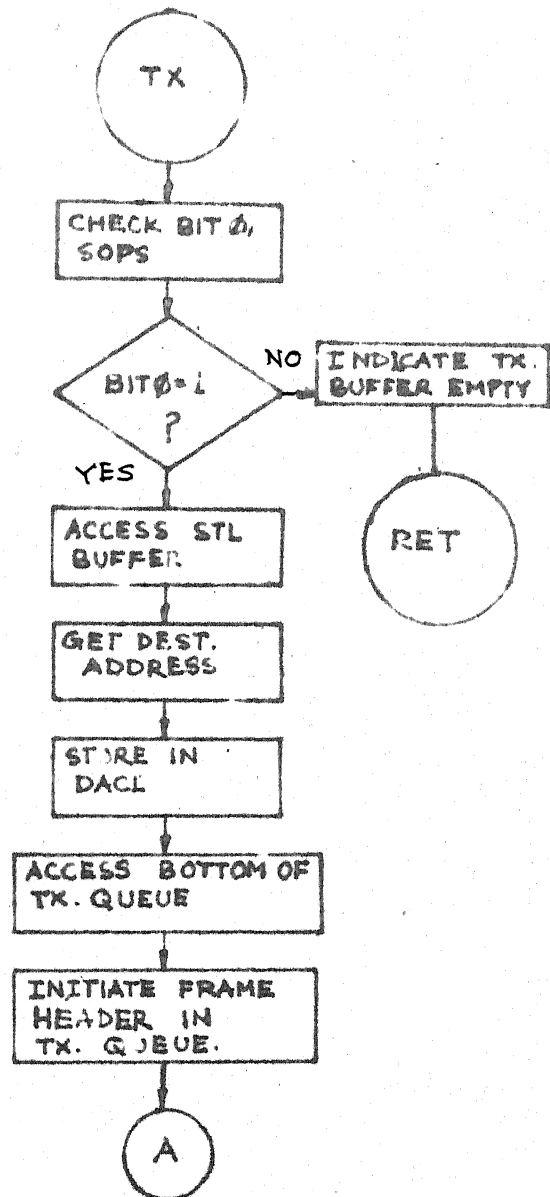 TX
CHECK BIT Ø,
SOPS
BITØ=1
?
NO
INDICATE TX.
BUFFER EMPTY
YES
RET
ACCESS STL
BUFFER
GET DEST.
ADDRESS
STORE IN
DACL
ACCESS BOTTOM OF
TX. QUEUE
INITIATE FRAME
HEADER IN
TX. QUEUE.
A